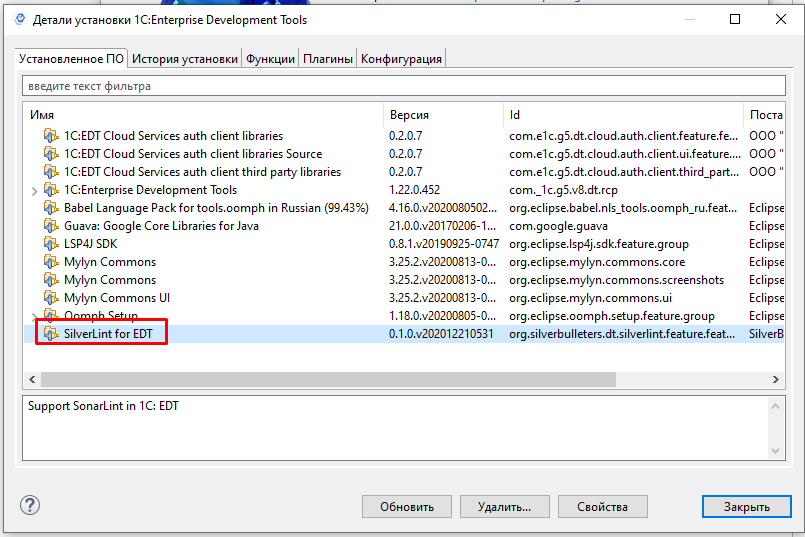 Детали установки 1C:Enterprise Development Tools
Установленное ПО История установки Функции Плагины Конфигурация
введите текст фильтра
Имя Версия Id Поста
1C:EDT Cloud Services auth client libraries 0.2.0.7 com.e1c.g5.dt.cloud.auth.client.feature.fe... ООО "
1C:EDT Cloud Services auth client libraries Source 0.2.0.7 com.e1c.g5.dt.cloud.auth.client.ui.feature.... ООО "
1C:EDT Cloud Services auth client third party libraries 0.2.0.7 com.e1c.g5.dt.cloud.auth.client.third_part... ООО "
1C:Enterprise Development Tools 1.22.0.452 com._1c.g5.v8.dt.rcp
Babel Language Pack for tools.oomph in Russian (99.43%) 4.16.0.v2020080502... org.eclipse.babel.nls_tools.oomph_ru.feat... Eclipse
Guava: Google Core Libraries for Java 21.0.0.v20170206-1... com.google.guava Eclipse
LSP4J SDK 0.8.1.v20190925-0747 org.eclipse.lsp4j.sdk.feature.group Eclipse
Mylyn Commons 3.25.2.v20200813-0... org.eclipse.mylyn.commons.core Eclipse
Mylyn Commons 3.25.2.v20200813-0... org.eclipse.mylyn.commons.screenshots Eclipse
Mylyn Commons UI 3.25.2.v20200813-0... org.eclipse.mylyn.commons.ui Eclipse
Oomph Setup 1.18.0.v20200805-0... org.eclipse.oomph.setup.feature.group Eclipse
SilverLint for EDT 0.1.0.v202012210531 org.silverbulleters.dt.silverlint.feature.feat... SilverB
Support SonarLint in 1C: EDT
Обновить Удалить... Свойства Закрыть